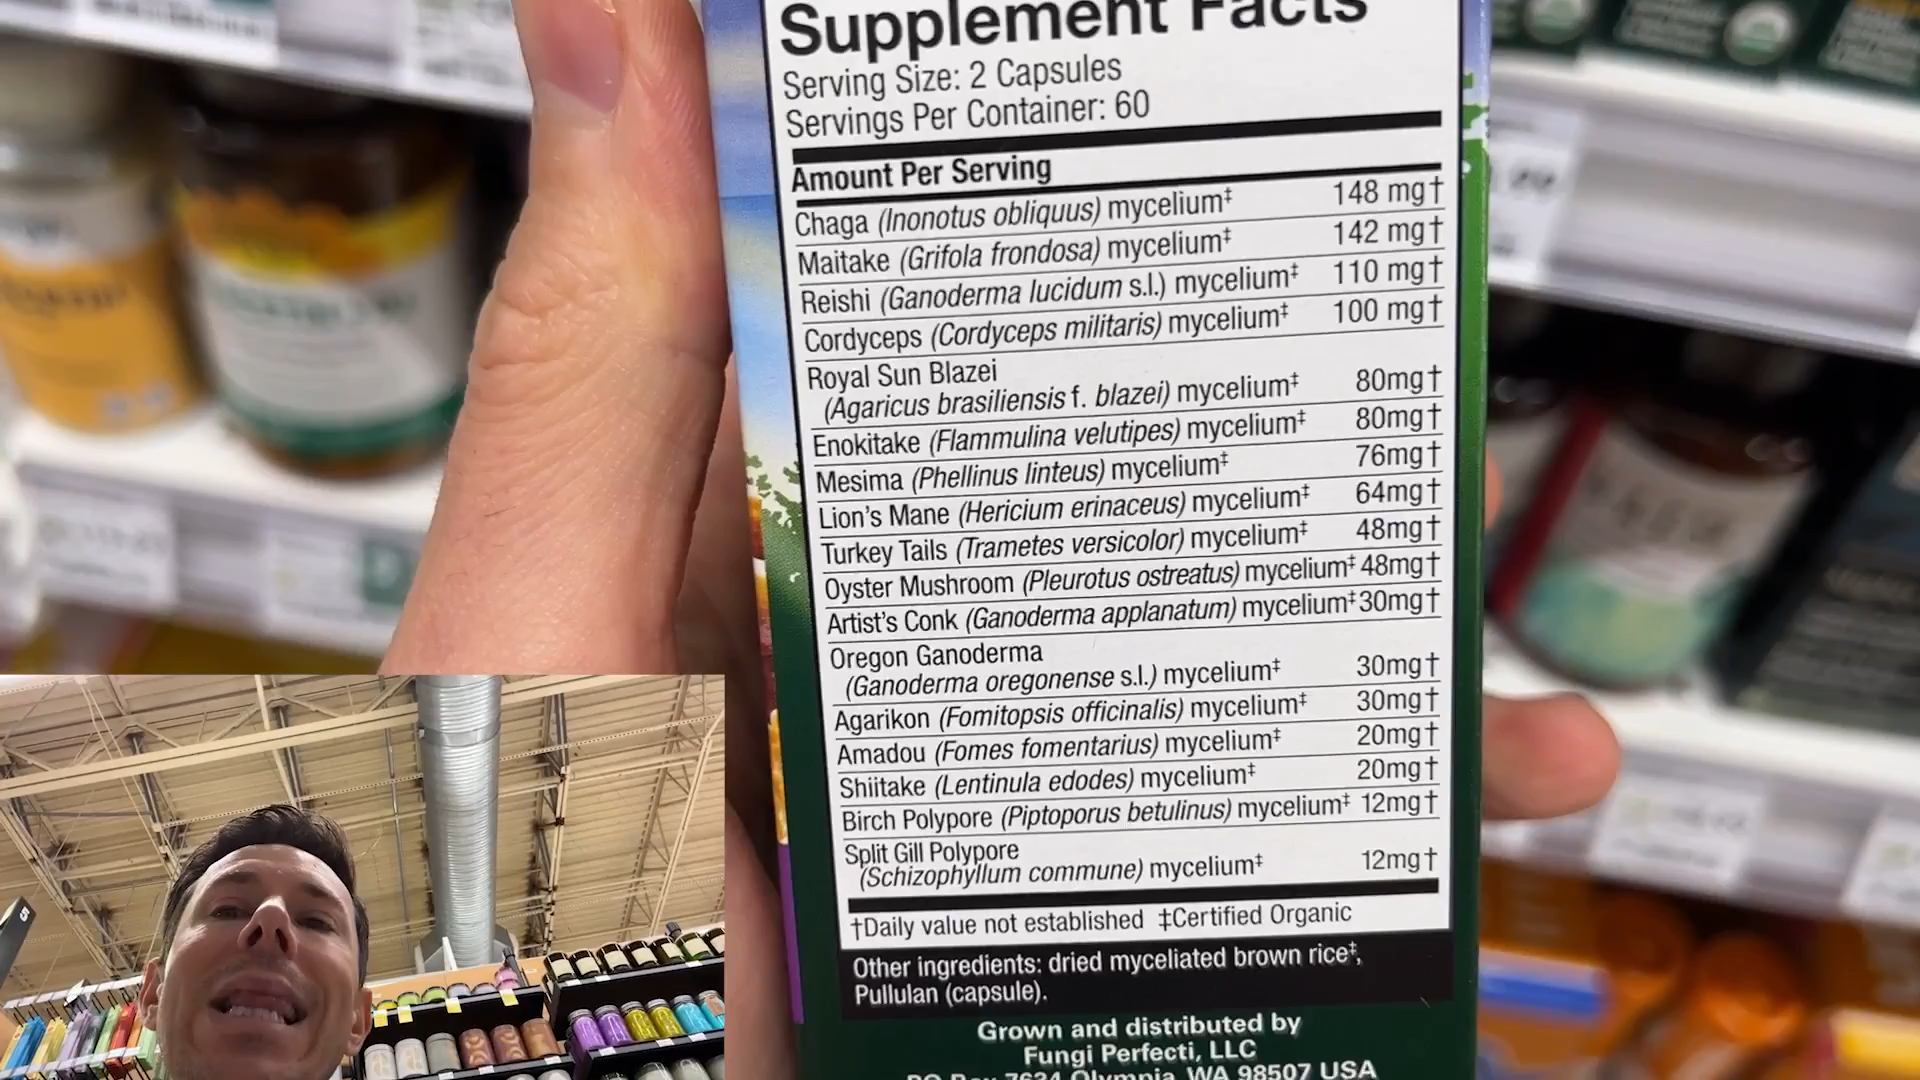 Supplement Facts
Serving Size: 2 Capsules
Servings Per Container: 60
Amount Per Serving
Chaga (Inonotus obliquus) mycelium‡ 148 mg†
Maitake (Grifola frondosa) mycelium‡ 142 mg†
Reishi (Ganoderma lucidum s.l.) mycelium‡ 110 mg†
Cordyceps (Cordyceps militaris) mycelium‡ 100 mg†
Royal Sun Blazei
(Agaricus brasiliensis f. blazei) mycelium‡ 80mg†
Enokitake (Flammulina velutipes) mycelium‡ 80mg†
Mesima (Phellinus linteus) mycelium‡ 76mg†
Lion's Mane (Hericium erinaceus) mycelium‡ 64mg†
Turkey Tails (Trametes versicolor) mycelium‡ 48mg†
Oyster Mushroom (Pleurotus ostreatus) mycelium‡ 48mg†
Artist's Conk (Ganoderma applanatum) mycelium‡ 30mg†
Oregon Ganoderma
(Ganoderma oregonense s.l.) mycelium‡ 30mg†
Agarikon (Fomitopsis officinalis) mycelium‡ 30mg†
Amadou (Fomes fomentarius) mycelium‡ 20mg†
Shiitake (Lentinula edodes) mycelium‡ 20mg†
Birch Polypore (Piptoporus betulinus) mycelium‡ 12mg†
Split Gill Polypore
(Schizophyllum commune) mycelium‡ 12mg†
†Daily value not established ‡Certified Organic
Other ingredients: dried myceliated brown rice‡,
Pullulan (capsule).
Grown and distributed by
Fungi Perfecti, LLC
PO Box 7634 Olympia, WA 98507 USA
5